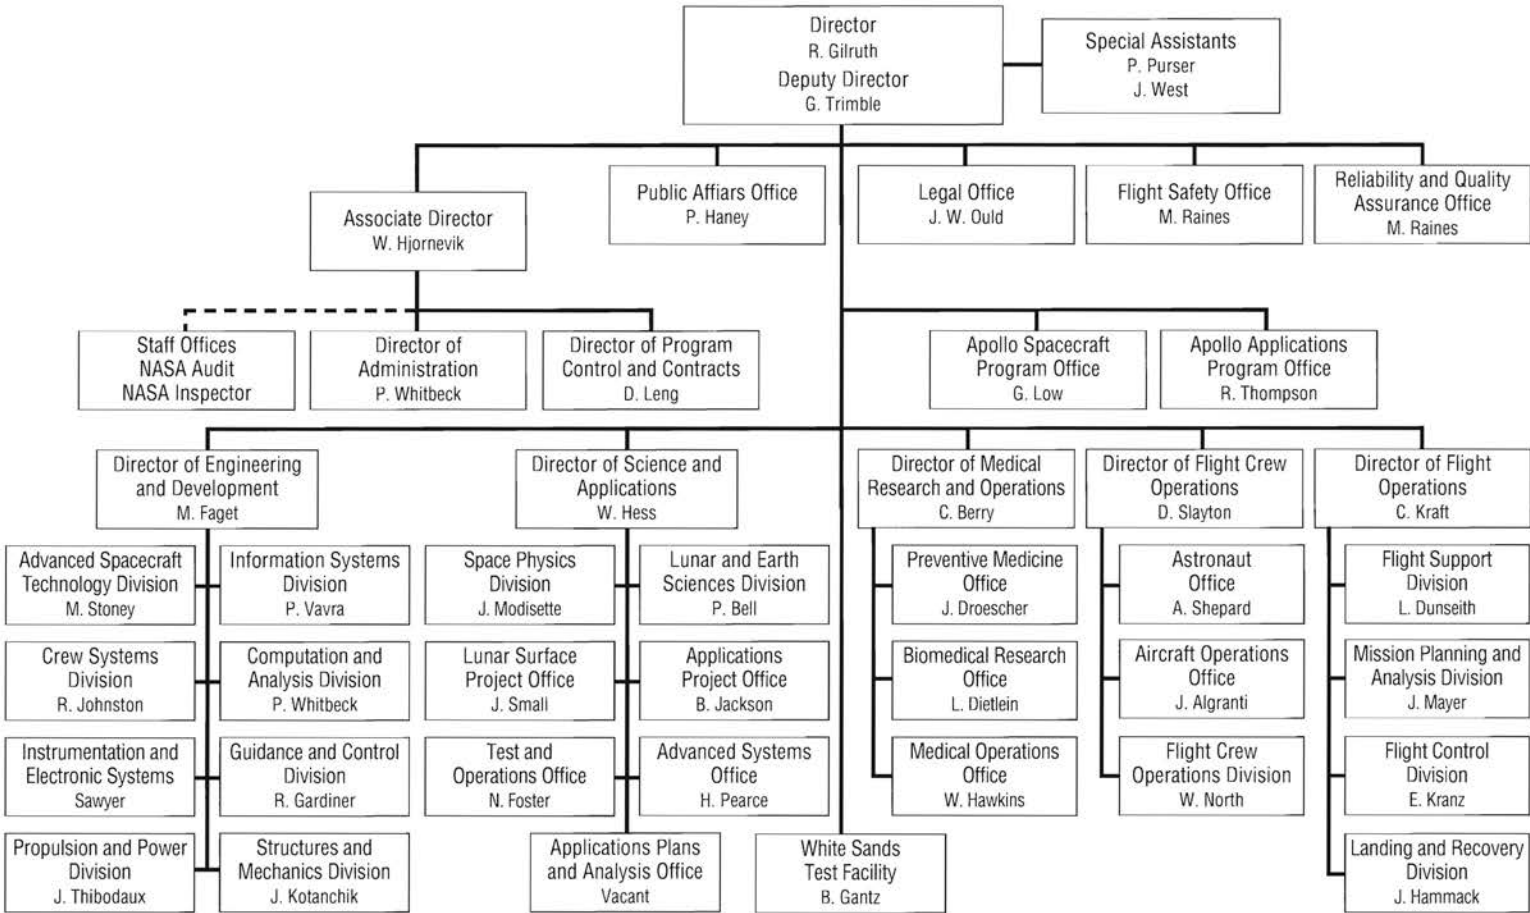 Director
R. Gilruth
Deputy Director
G. Trimble
Special Assistants
P. Purser
J. West
Associate Director
W. Hjornevik
Public Affiars Office
P. Haney
Legal Office
J. W. Ould
Flight Safety Office
M. Raines
Reliability and Quality
Assurance Office
M. Raines
Staff Offices
NASA Audit
NASA Inspector
Director of
Administration
P. Whitbeck
Director of Program
Control and Contracts
D. Leng
Apollo Spacecraft
Program Office
G. Low
Apollo Applications
Program Office
R. Thompson
Director of Engineering
and Development
M. Faget
Director of Science and
Applications
W. Hess
Director of Medical
Research and Operations
C. Berry
Director of Flight Crew
Operations
D. Slayton
Director of Flight
Operations
C. Kraft
Advanced Spacecraft
Technology Division
M. Stoney
Information Systems
Division
P. Vavra
Space Physics
Division
J. Modisette
Lunar and Earth
Sciences Division
P. Bell
Preventive Medicine
Office
J. Droescher
Astronaut
Office
A. Shepard
Flight Support
Division
L. Dunseith
Crew Systems
Division
R. Johnston
Computation and
Analysis Division
P. Whitbeck
Lunar Surface
Project Office
J. Small
Applications
Project Office
B. Jackson
Biomedical Research
Office
L. Dietlein
Aircraft Operations
Office
J. Algranti
Mission Planning and
Analysis Division
J. Mayer
Instrumentation and
Electronic Systems
Sawyer
Guidance and Control
Division
R. Gardiner
Test and
Operations Office
N. Foster
Advanced Systems
Office
H. Pearce
Medical Operations
Office
W. Hawkins
Flight Crew
Operations Division
W. North
Flight Control
Division
E. Kranz
Propulsion and Power
Division
J. Thibodaux
Structures and
Mechanics Division
J. Kotanchik
Applications Plans
and Analysis Office
Vacant
White Sands
Test Facility
B. Gantz
Landing and Recovery
Division
J. Hammack